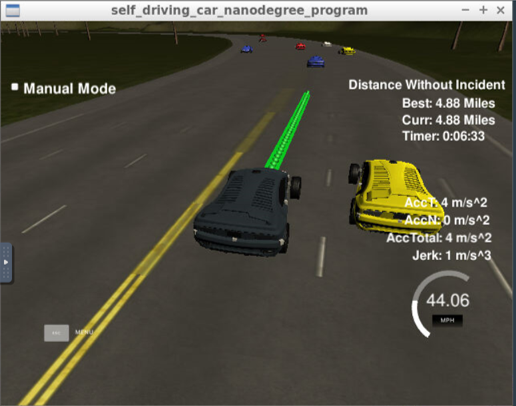 self_driving_car_nanodegree_program
Manual Mode
Distance Without Incident
Best: 4.88 Miles
Curr: 4.88 Miles
Timer: 0:06:33
AccT: 4 m/s^2
AccN: 0 m/s^2
AccTotal: 4 m/s^2
Jerk: 1 m/s^3
44.06
MPH
MENU